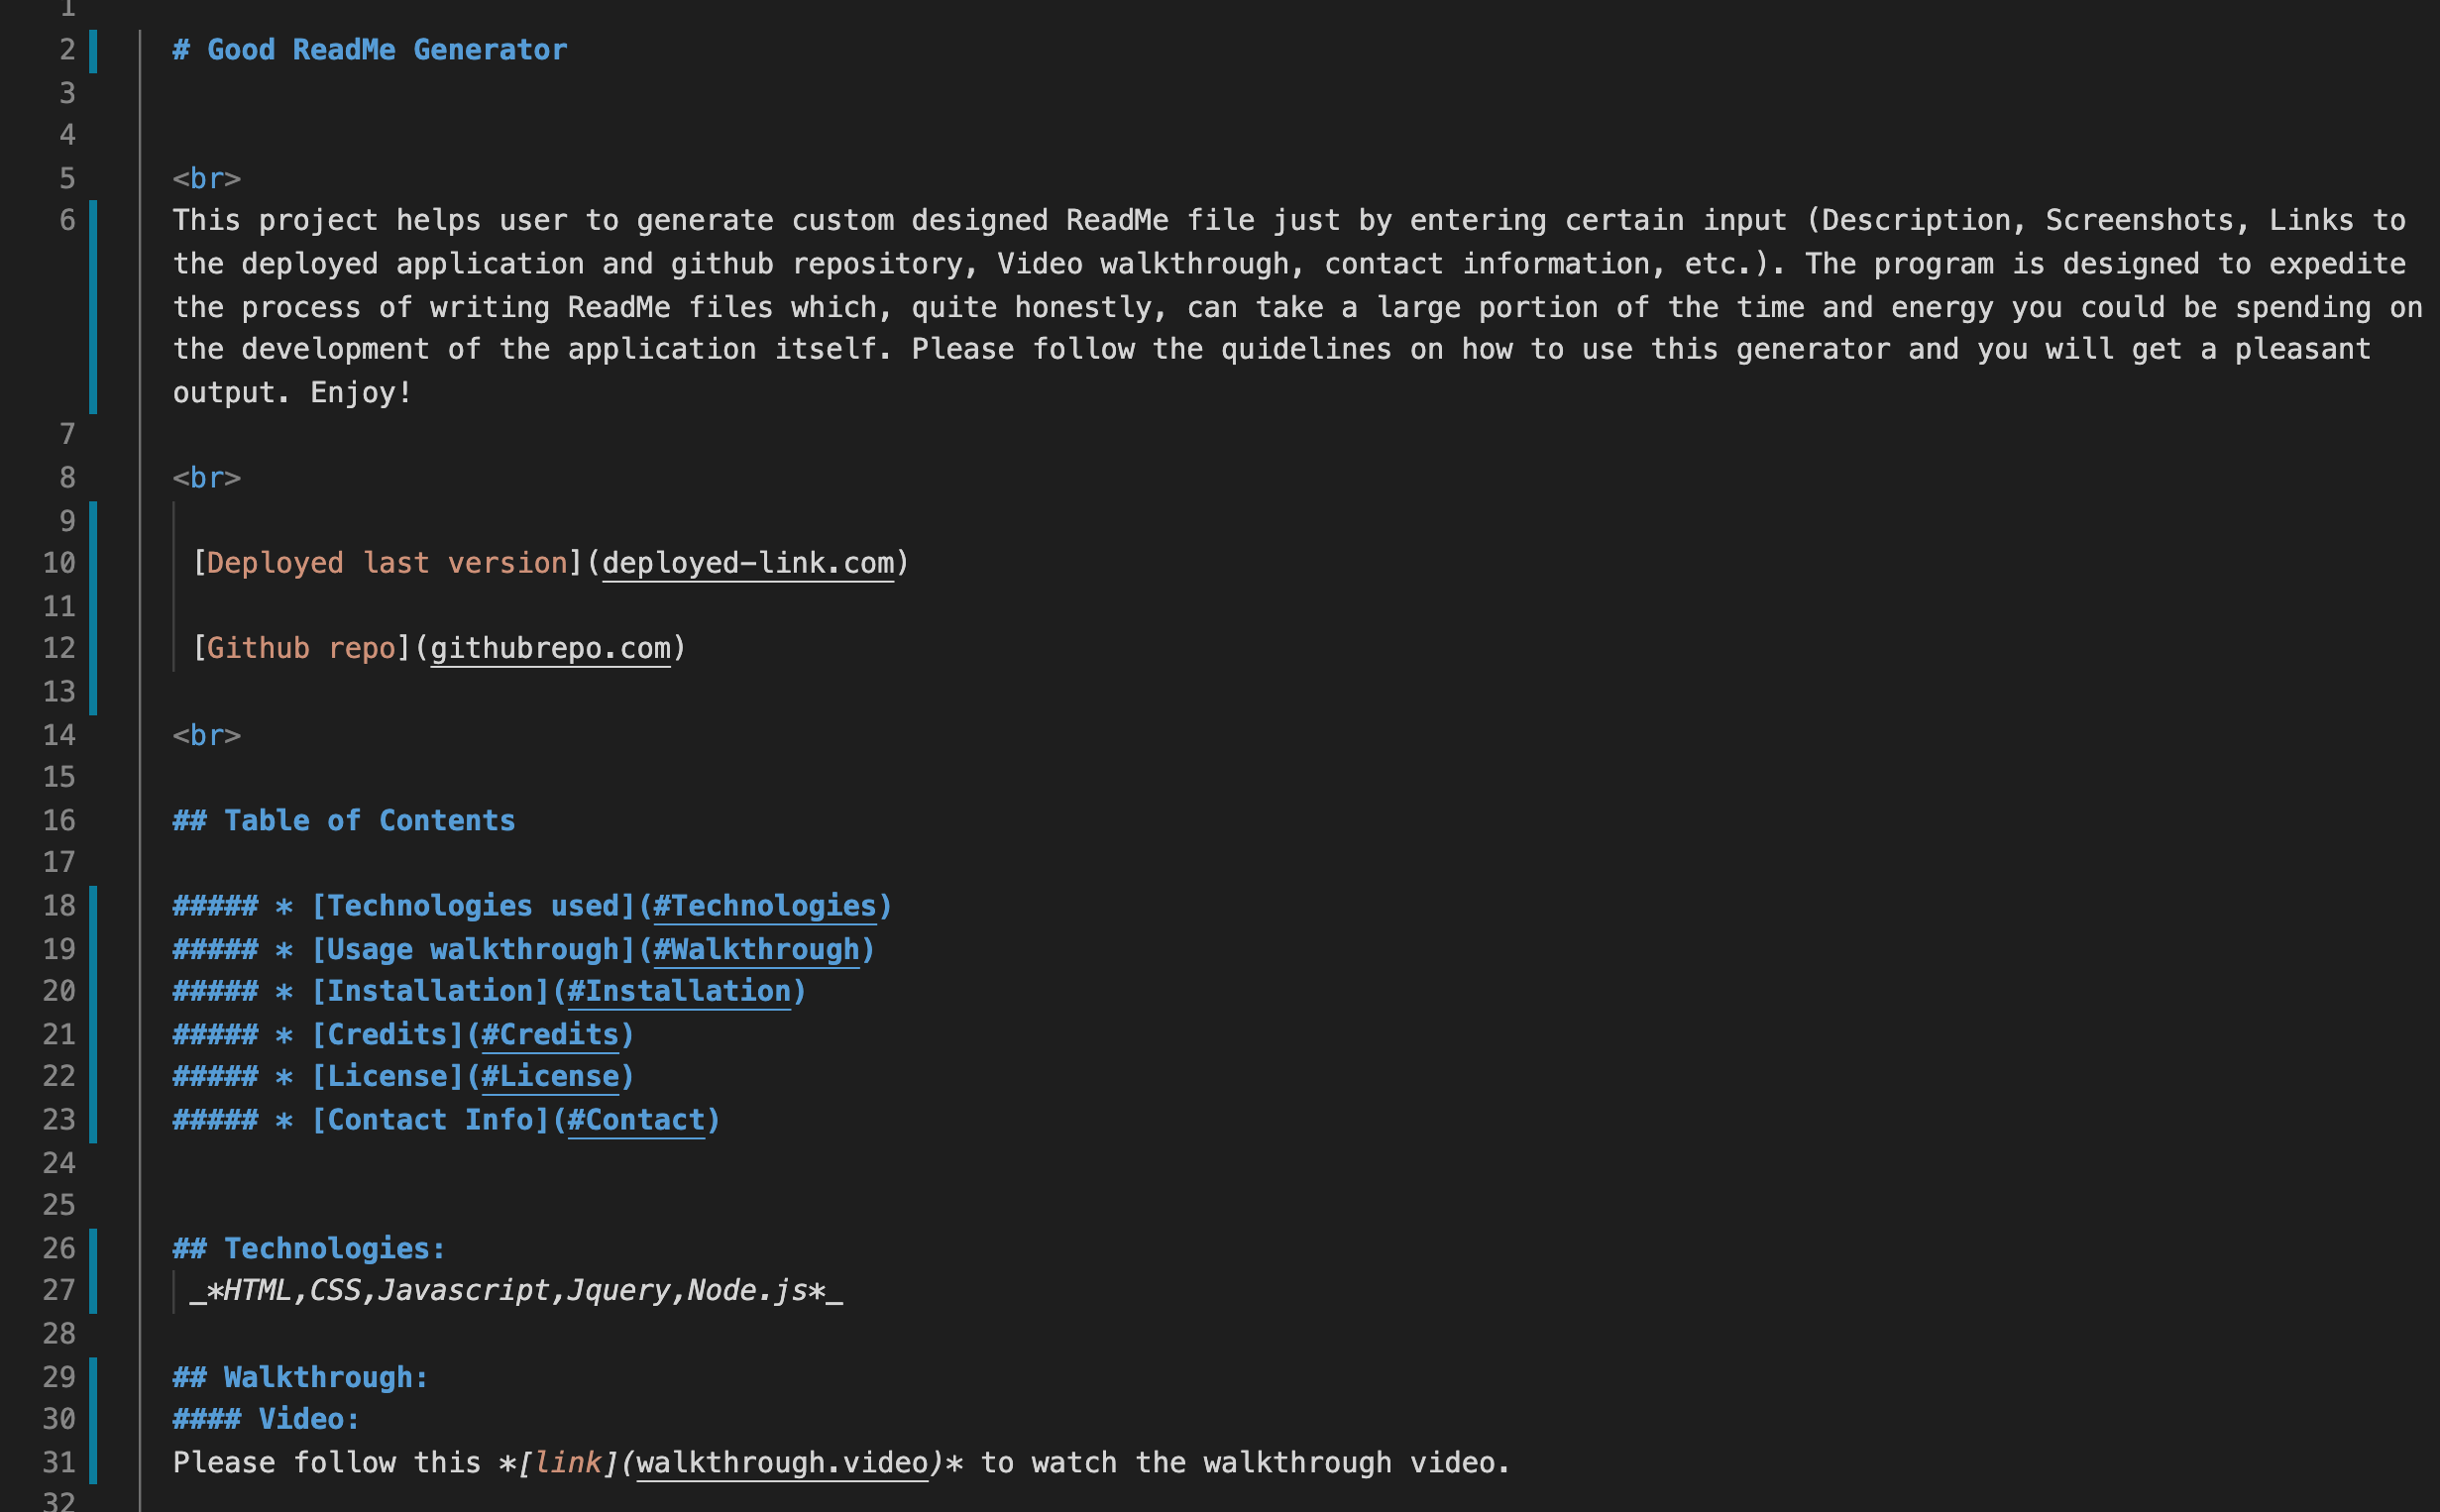 1
2 # Good ReadMe Generator
3
4
5 <br>
6 This project helps user to generate custom designed ReadMe file just by entering certain input (Description, Screenshots, Links to
the deployed application and github repository, Video walkthrough, contact information, etc.). The program is designed to expedite
the process of writing ReadMe files which, quite honestly, can take a large portion of the time and energy you could be spending on
the development of the application itself. Please follow the quidelines on how to use this generator and you will get a pleasant
output. Enjoy!
7
8 <br>
9
10 [Deployed last version](deployed-link.com)
11
12 [Github repo](githubrepo.com)
13
14 <br>
15
16 ## Table of Contents
17
18 ##### * [Technologies used](#Technologies)
19 ##### * [Usage walkthrough](#Walkthrough)
20 ##### * [Installation](#Installation)
21 ##### * [Credits](#Credits)
22 ##### * [License](#License)
23 ##### * [Contact Info](#Contact)
24
25
26 ## Technologies:
27 _*HTML,CSS,Javascript,Jquery,Node.js*_
28
29 ## Walkthrough:
30 #### Video:
31 Please follow this *[link](walkthrough.video)* to watch the walkthrough video.
32